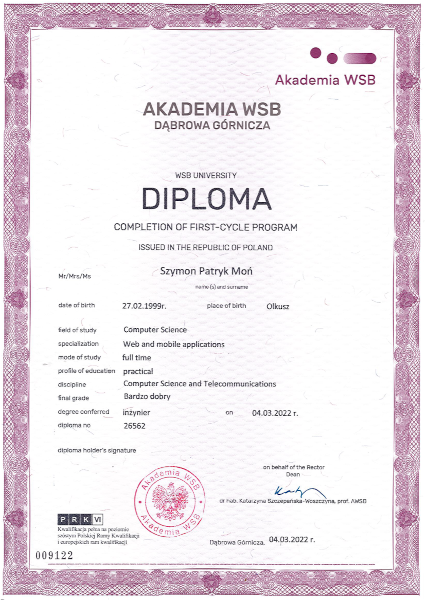 Akademia WSB
AKADEMIA WSB
DĄBROWA GÓRNICZA
WSB UNIVERSITY
DIPLOMA
COMPLETION OF FIRST-CYCLE PROGRAM
ISSUED IN THE REPUBLIC OF POLAND
Mr/Mrs/Ms Szymon Patryk Moń
name (s) and surname
date of birth 27.02.1999r. place of birth Olkusz
field of study Computer Science
specialization Web and mobile applications
mode of study full time
profile of education practical
discipline Computer Science and Telecommunications
final grade Bardzo dobry
degree conferred inżynier on 04.03.2022 r.
diploma no 26562
diploma holder's signature
on behalf of the Rector
Dean
Akademia WSB
Akademia WSB
dr hab. Katarzyna Szczepańska-Woszczyna, prof. AWSB
PRK VI
Kwalifikacja pełna na poziomie
szóstym Polskiej Ramy Kwalifikacji
i europejskich ram kwalifikacji
009122
Dąbrowa Górnicza, 04.03.2022 r.